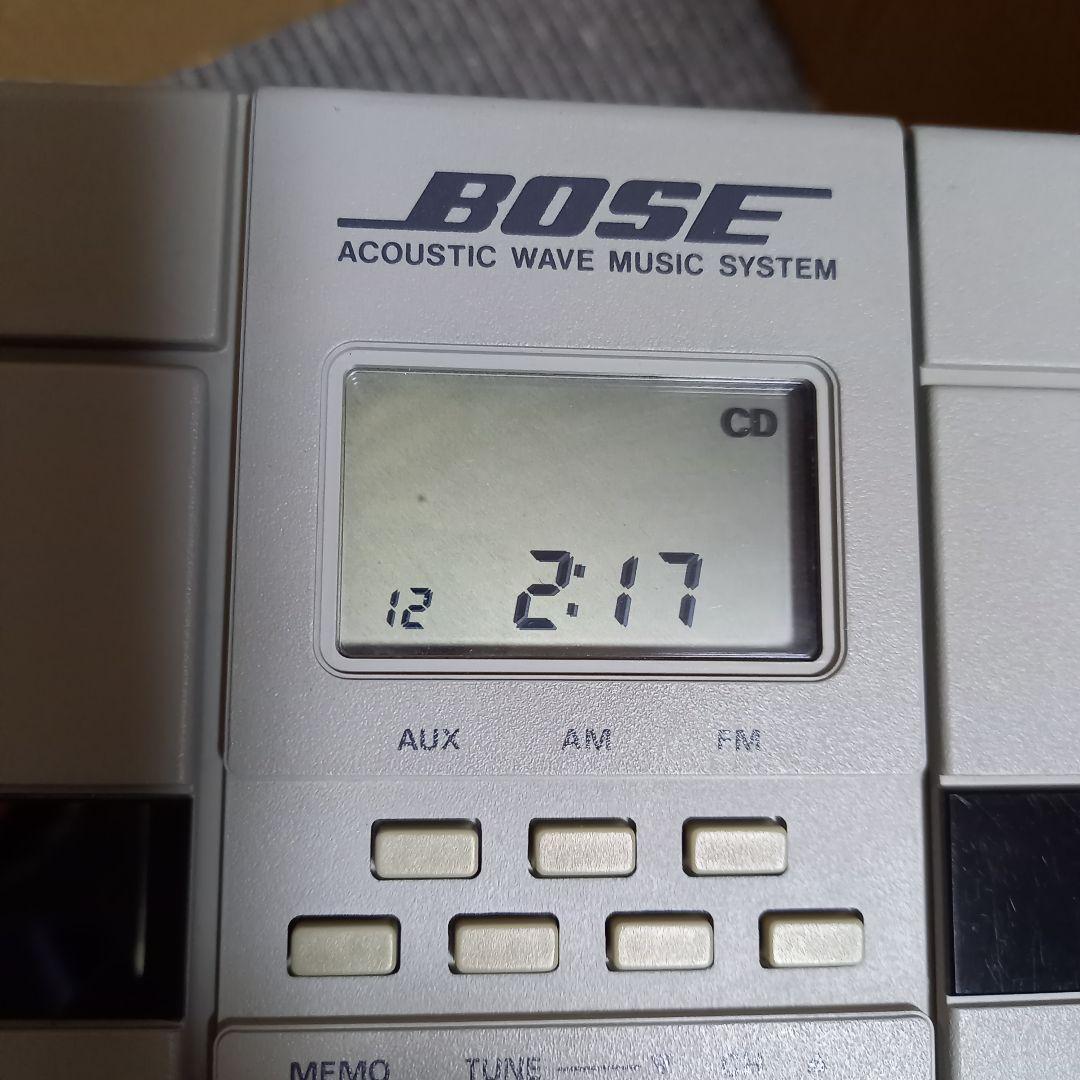 BOSE
ACOUSTIC WAVE MUSIC SYSTEM
CD
12 2:17
AUX AM FM
MEMO TUNE